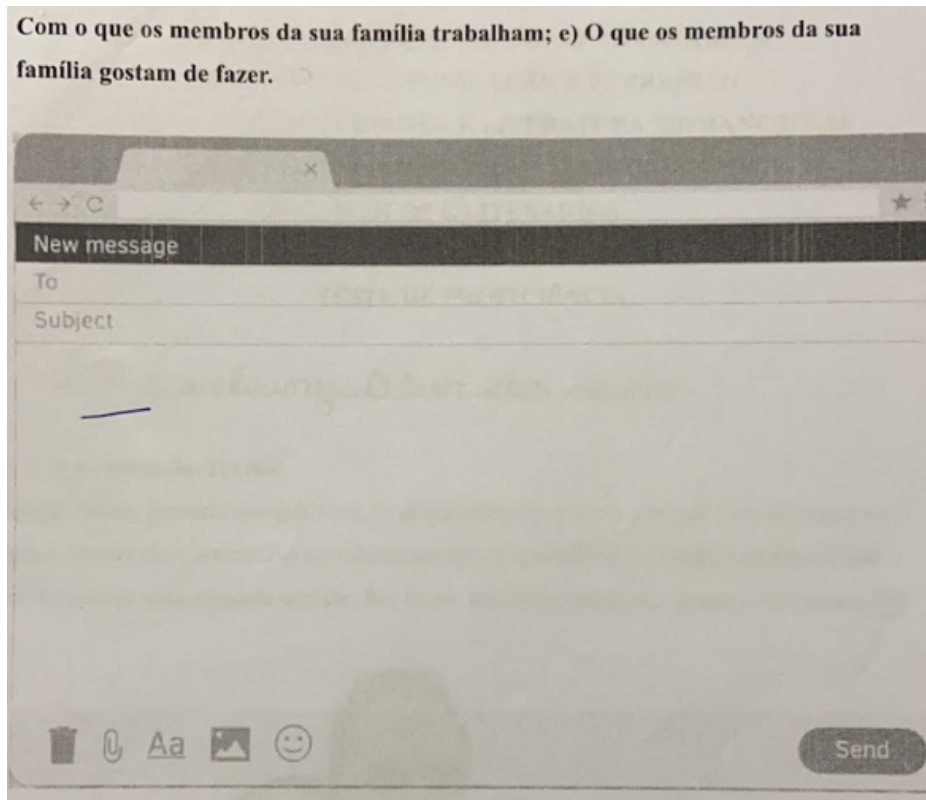 Com o que os membros da sua família trabalham; e) O que os membros da sua
família gostam de fazer.
New message
To
Subject
Aa
Send